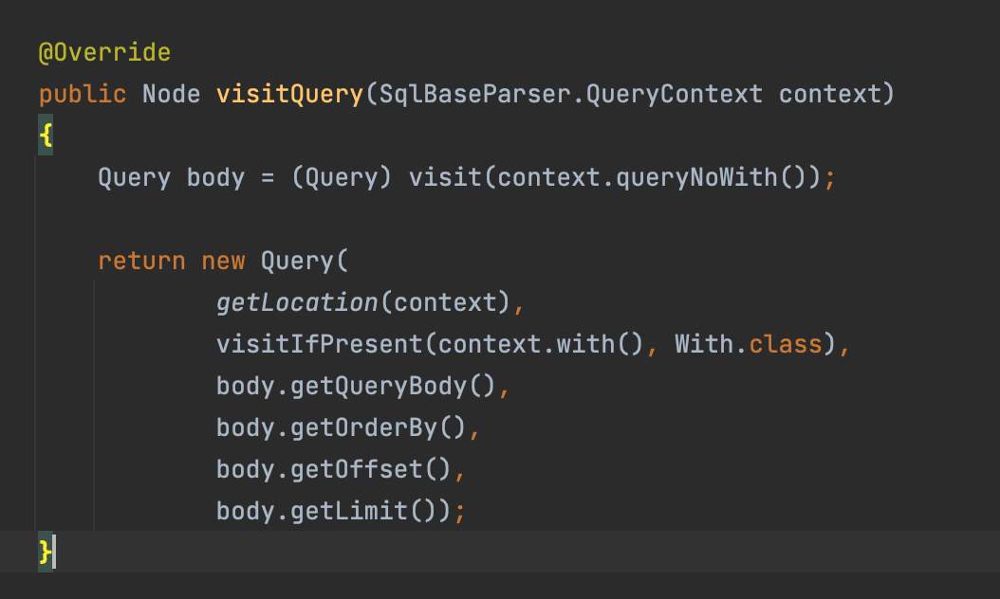 @Override
public Node visitQuery(SqlBaseParser.QueryContext context)
{
Query body = (Query) visit(context.queryNoWith());
return new Query(
getLocation(context),
visitIfPresent(context.with(), With.class),
body.getQueryBody(),
body.getOrderBy(),
body.getOffset(),
body.getLimit());
}